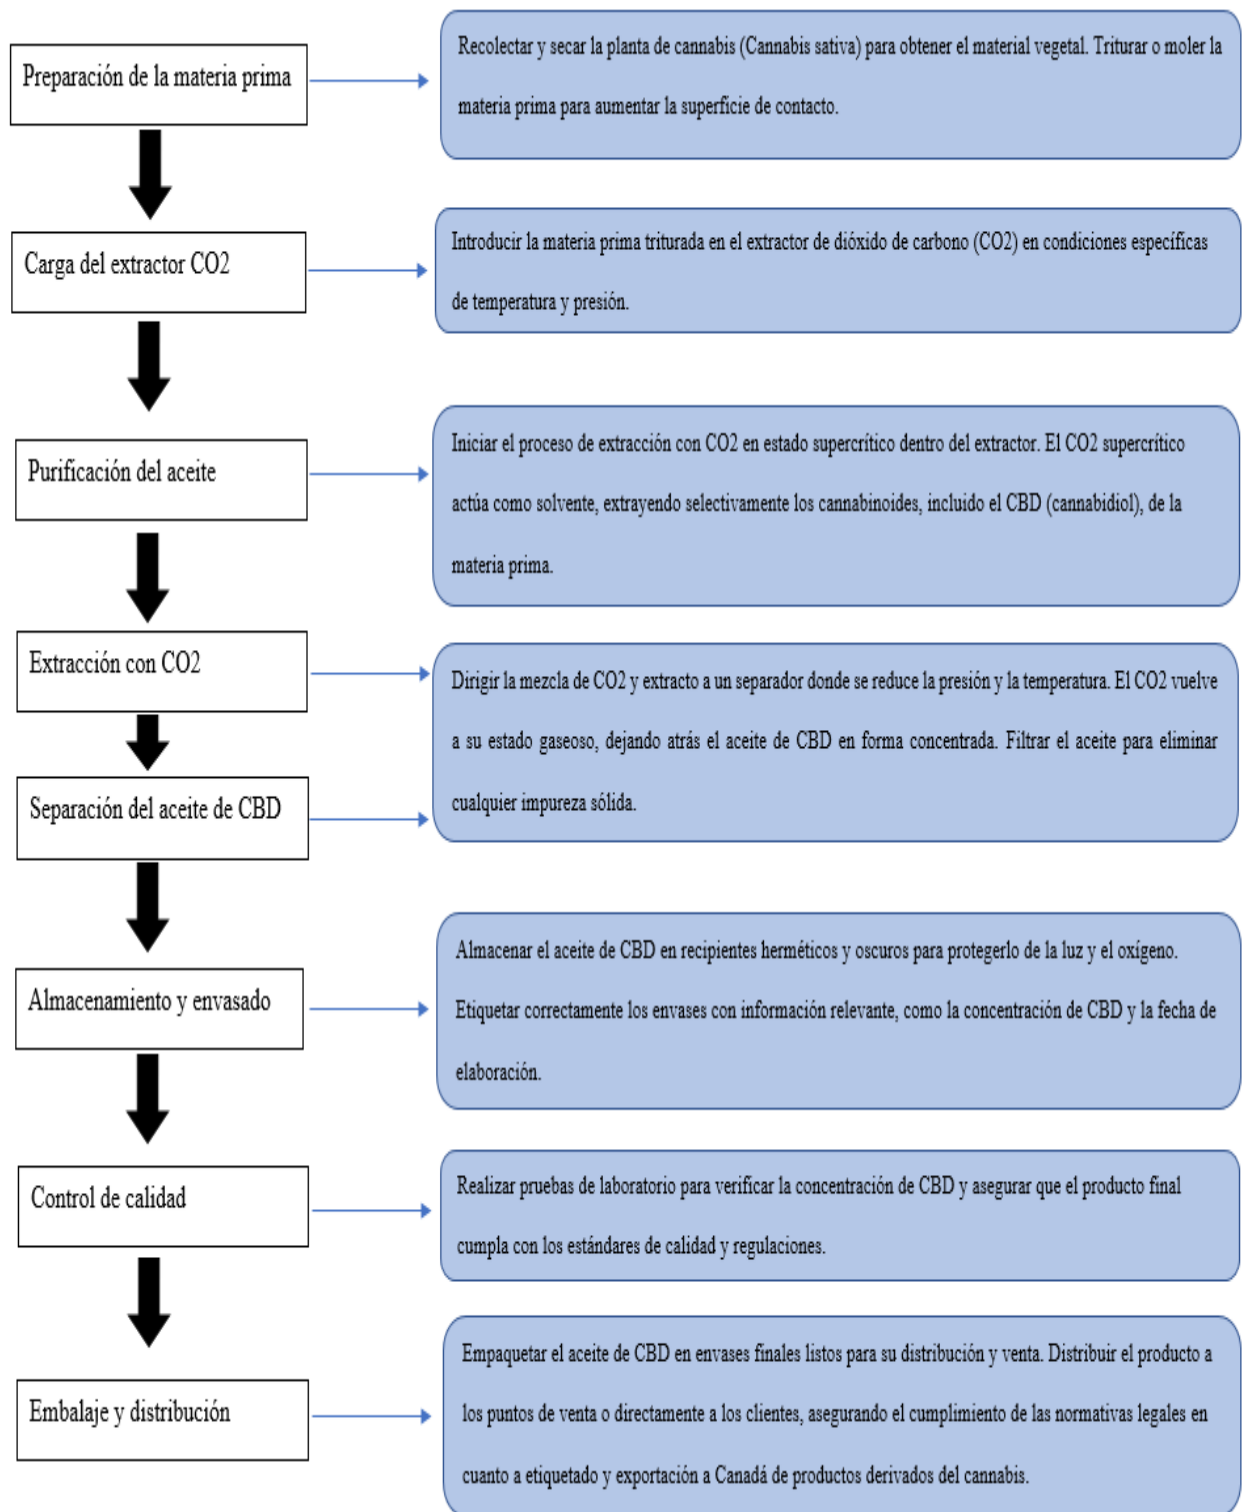 Preparación de la materia prima
Recolectar y secar la planta de cannabis (Cannabis sativa) para obtener el material vegetal. Triturar o moler la
materia prima para aumentar la superficie de contacto.
Carga del extractor CO2
Introducir la materia prima triturada en el extractor de dióxido de carbono (CO2) en condiciones específicas
de temperatura y presión.
Purificación del aceite
Iniciar el proceso de extracción con CO2 en estado supercrítico dentro del extractor. El CO2 supercrítico
actúa como solvente, extrayendo selectivamente los cannabinoides, incluido el CBD (cannabidiol), de la
materia prima.
Extracción con CO2
Separación del aceite de CBD
Dirigir la mezcla de CO2 y extracto a un separador donde se reduce la presión y la temperatura. El CO2 vuelve
a su estado gaseoso, dejando atrás el aceite de CBD en forma concentrada. Filtrar el aceite para eliminar
cualquier impureza sólida.
Almacenamiento y envasado
Almacenar el aceite de CBD en recipientes herméticos y oscuros para protegerlo de la luz y el oxígeno.
Etiquetar correctamente los envases con información relevante, como la concentración de CBD y la fecha de
elaboración.
Control de calidad
Realizar pruebas de laboratorio para verificar la concentración de CBD y asegurar que el producto final
cumpla con los estándares de calidad y regulaciones.
Embalaje y distribución
Empaquetar el aceite de CBD en envases finales listos para su distribución y venta. Distribuir el producto a
los puntos de venta o directamente a los clientes, asegurando el cumplimiento de las normativas legales en
cuanto a etiquetado y exportación a Canadá de productos derivados del cannabis.